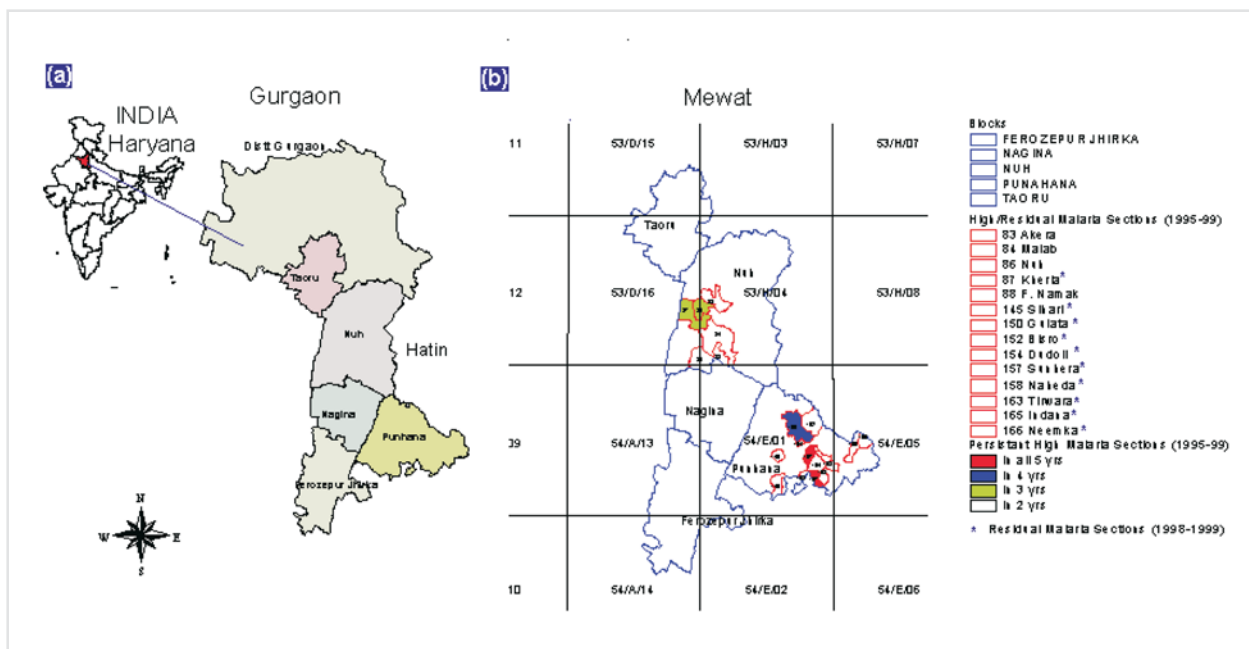 (a)
Gurgaon
INDIA
Haryana
Distt Gurgaon
Taoru
Nuh
Hatin
Nagina
Punhana
Ferozepur Jhirka
N
W
E
S
(b)
Mewat
11
53/D/15
53/H/03
53/H/07
Taoru
Nuh
12
53/D/16
53/H/04
53/H/08
Nagina
09
54/A/13
54/E/01
54/E/05
Punhana
Ferozepur Jhirka
10
54/A/14
54/E/02
54/E/06
Blocks
FEROZEPUR JHIRKA
NAGINA
NUH
PUNAHANA
TAORU
High/Residual Malaria Sections (1995-99)
83 Akera
84 Malab
86 Nuh
87 Kherla*
88 F. Namak
145 Sihari*
150 Gulata*
152 Bisro*
154 Dudoli*
157 Sunhera*
158 Naheda*
163 Tirwara*
165 Indana*
166 Neemka*
Persistant High Malaria Sections (1995-99)
In all 5 yrs
In 4 yrs
In 3 yrs
In 2 yrs
* Residual Malaria Sections (1998-1999)